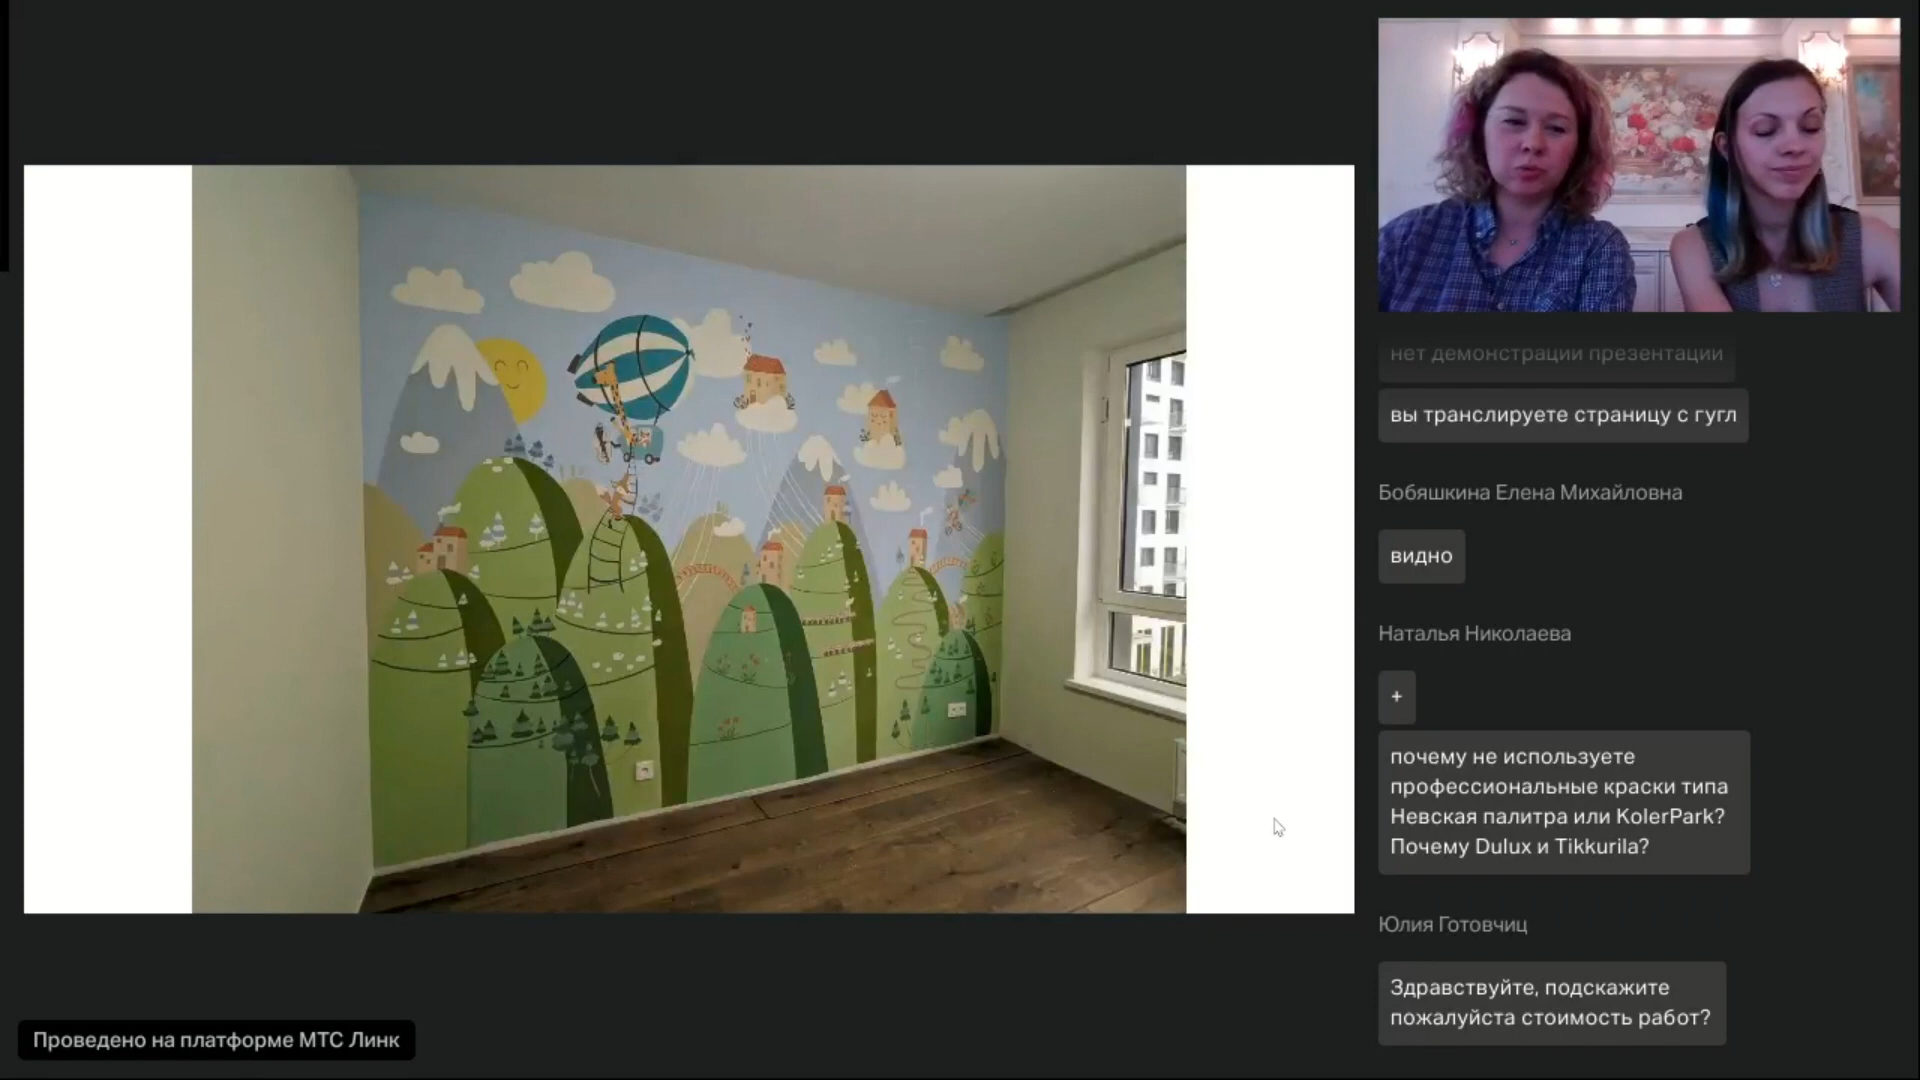 нет демонстрации презентации
вы транслируете страницу с гугл
Бобяшкина Елена Михайловна
видно
Наталья Николаева
+
почему не используете
профессиональные краски типа
Невская палитра или KolerPark?
Почему Dulux и Tikkurila?
Юлия Готовчиц
Здравствуйте, подскажите
пожалуйста стоимость работ?
Проведено на платформе МТС Линк